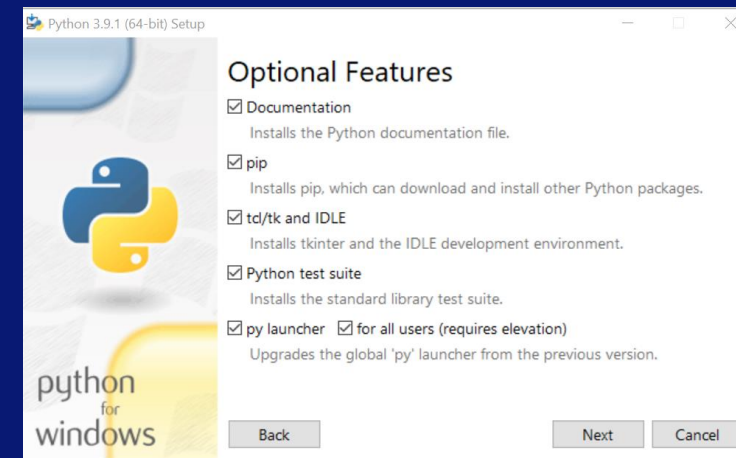 Python 3.9.1 (64-bit) Setup
Optional Features
Documentation
Installs the Python documentation file.
pip
Installs pip, which can download and install other Python packages.
tcl/tk and IDLE
Installs tkinter and the IDLE development environment.
Python test suite
Installs the standard library test suite.
py launcher for all users (requires elevation)
Upgrades the global 'py' launcher from the previous version.
python
for
windows
Back Next Cancel